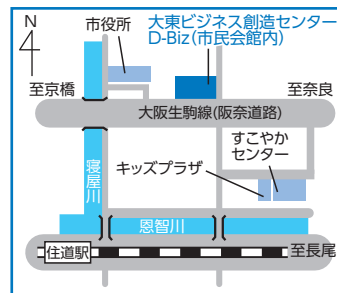 N
市役所
大東ビジネス創造センター
D-Biz(市民会館内)
至京橋
至奈良
大阪生駒線(阪奈道路)
すこやか
センター
キッズプラザ
寝屋川
恩智川
住道駅
至長尾